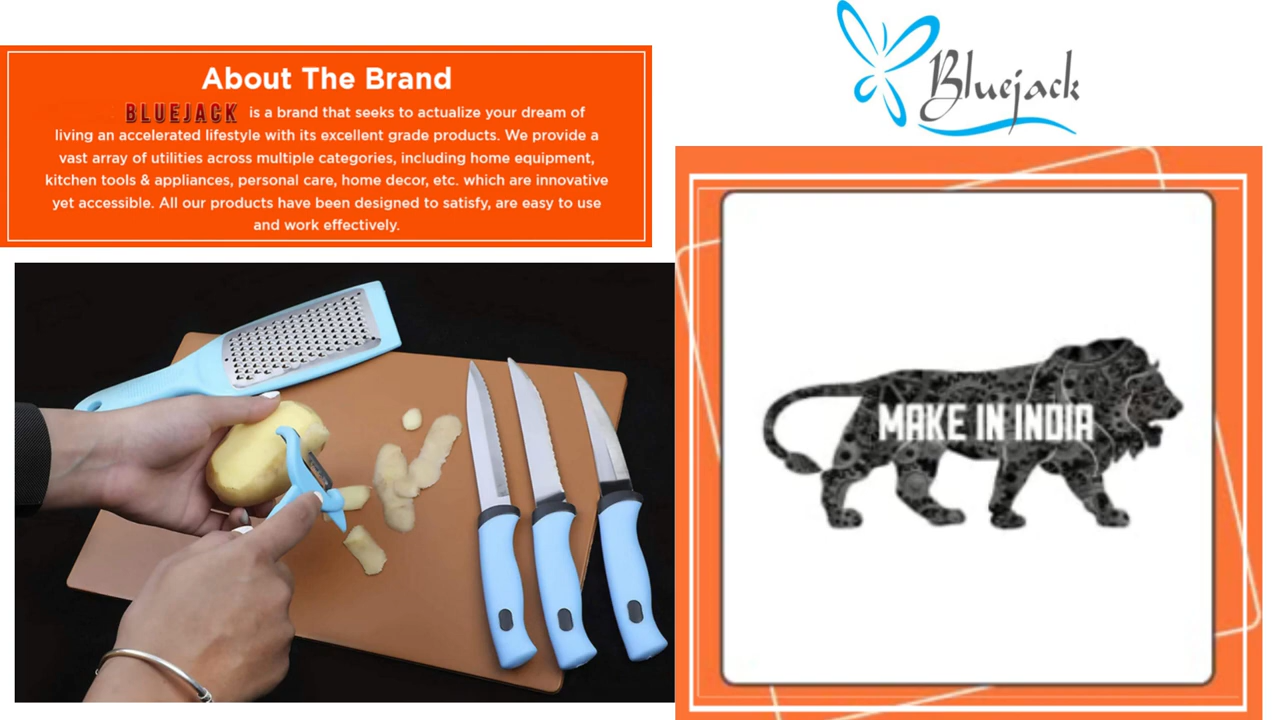 About The Brand
BLUEJACK is a brand that seeks to actualize your dream of
living an accelerated lifestyle with its excellent grade products. We provide a
vast array of utilities across multiple categories, including home equipment,
kitchen tools & appliances, personal care, home decor, etc. which are innovative
yet accessible. All our products have been designed to satisfy, are easy to use
and work effectively.
Bluejack
MAKE IN INDIA